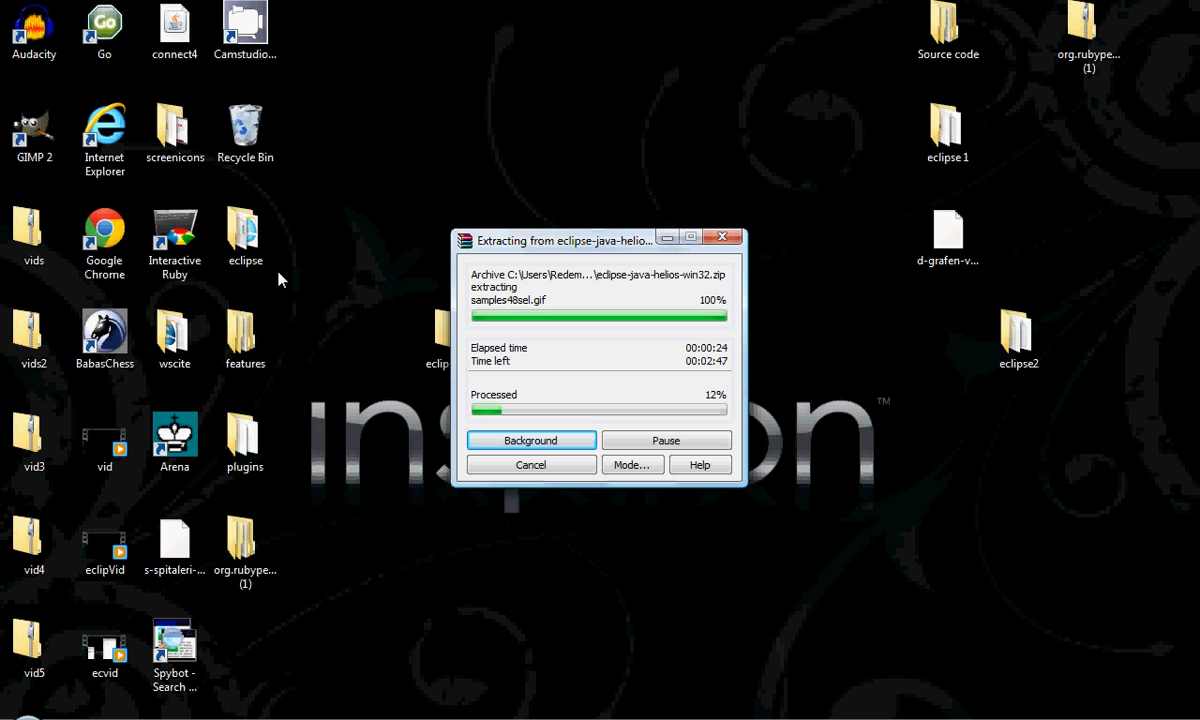 Audacity
Go
connect4
Camstudio...
Source code
org.rubype...
(1)
GIMP 2
Internet
Explorer
screenicons
Recycle Bin
eclipse 1
vids
Google
Chrome
Interactive
Ruby
eclipse
d-grafen-v...
vids2
BabasChess
wscite
features
eclip
eclipse2
vid3
vid
Arena
plugins
vid4
eclipVid
s-spitaleri-...
org.rubype...
(1)
vid5
ecvid
Spybot -
Search ...
Extracting from eclipse-java-helio...
Archive C:\Users\Redem...\eclipse-java-helios-win32.zip
extracting
samples48sel.gif 100%
Elapsed time 00:00:24
Time left 00:02:47
Processed 12%
Background Pause
Cancel Mode... Help
inspiron™